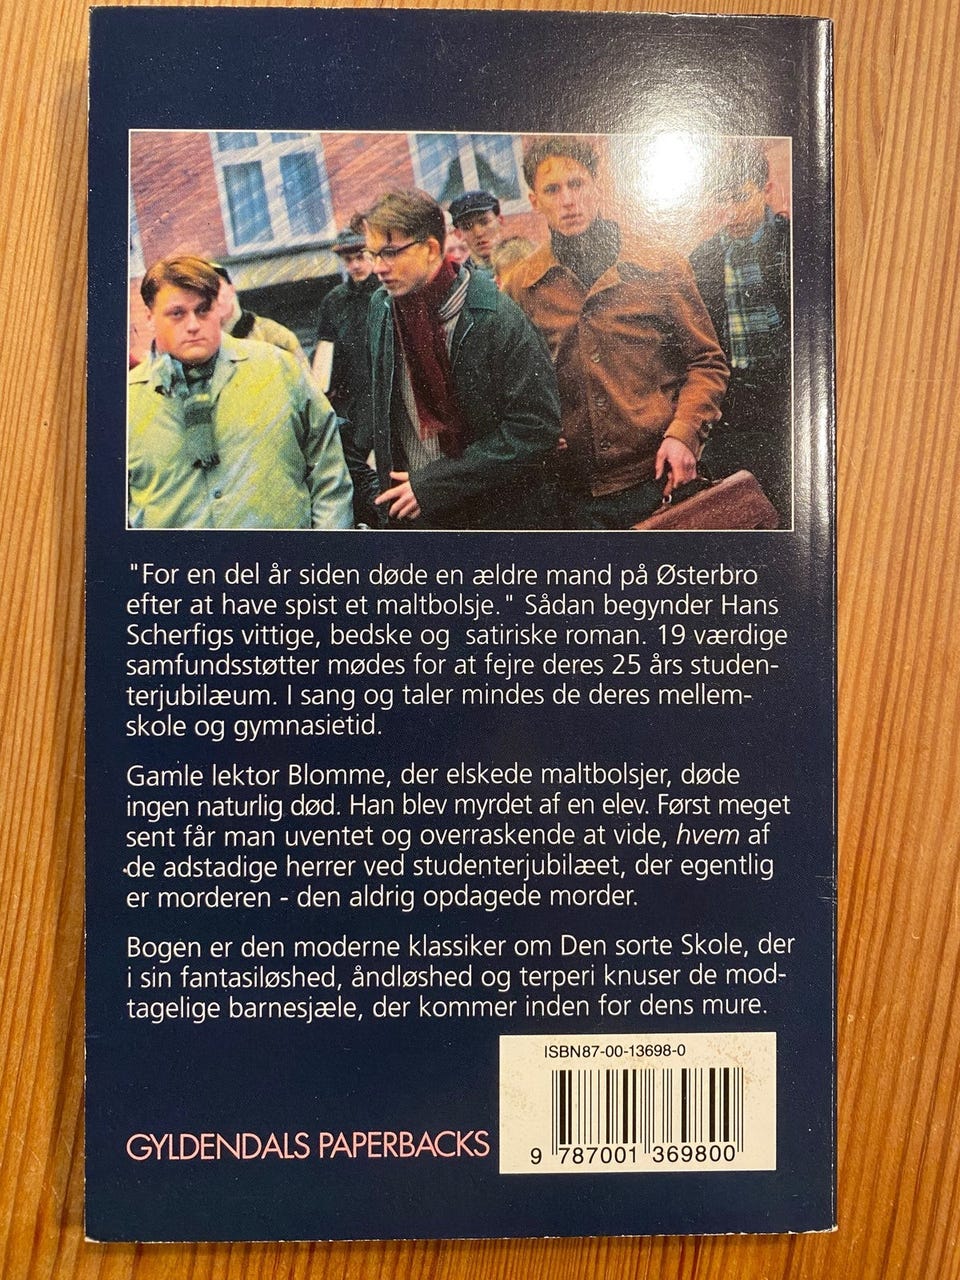 "For en del år siden døde en ældre mand på Østerbro
efter at have spist et maltbolsje." Sådan begynder Hans
Scherfigs vittige, bedske og satiriske roman. 19 værdige
samfundsstøtter mødes for at fejre deres 25 års studen-
terjubilæum. I sang og taler mindes de deres mellem-
skole og gymnasietid.
Gamle lektor Blomme, der elskede maltbolsjer, døde
ingen naturlig død. Han blev myrdet af en elev. Først meget
sent får man uventet og overraskende at vide, hvem af
de adstadige herrer ved studenterjubilæet, der egentlig
er morderen - den aldrig opdagede morder.
Bogen er den moderne klassiker om Den sorte Skole, der
i sin fantasiløshed, åndløshed og terperi knuser de mod-
tagelige barnesjæle, der kommer inden for dens mure.
ISBN87-00-13698-0
9 787001 369800
GYLDENDALS PAPERBACKS